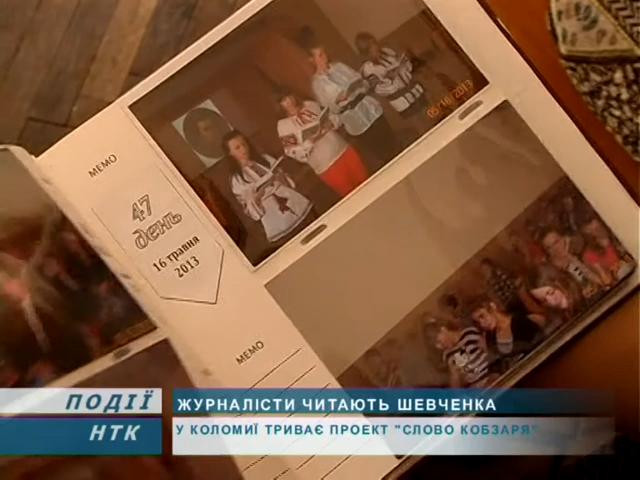 МЕМО
47
день
16 травня
2013
05/16/2013
МЕМО
ПОДІЇ
НТК
ЖУРНАЛІСТИ ЧИТАЮТЬ ШЕВЧЕНКА
У КОЛОМИЇ ТРИВАЄ ПРОЕКТ "СЛОВО КОБЗАРЯ"